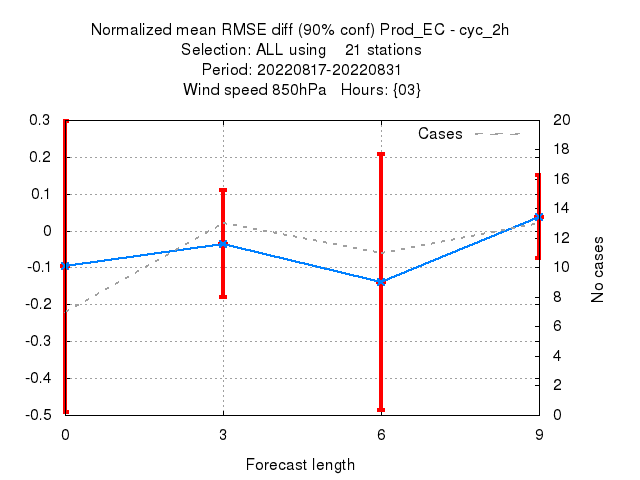 Normalized mean RMSE diff (90% conf) Prod_EC - cyc_2h
Selection: ALL using    21 stations
Period: 20220817-20220831
Wind speed 850hPa   Hours: {03}
Cases
0.3
0.2
0.1
0
-0.1
-0.2
-0.3
-0.4
-0.5
20
18
16
14
12
10
8
6
4
2
0
No cases
0 3 6 9
Forecast length